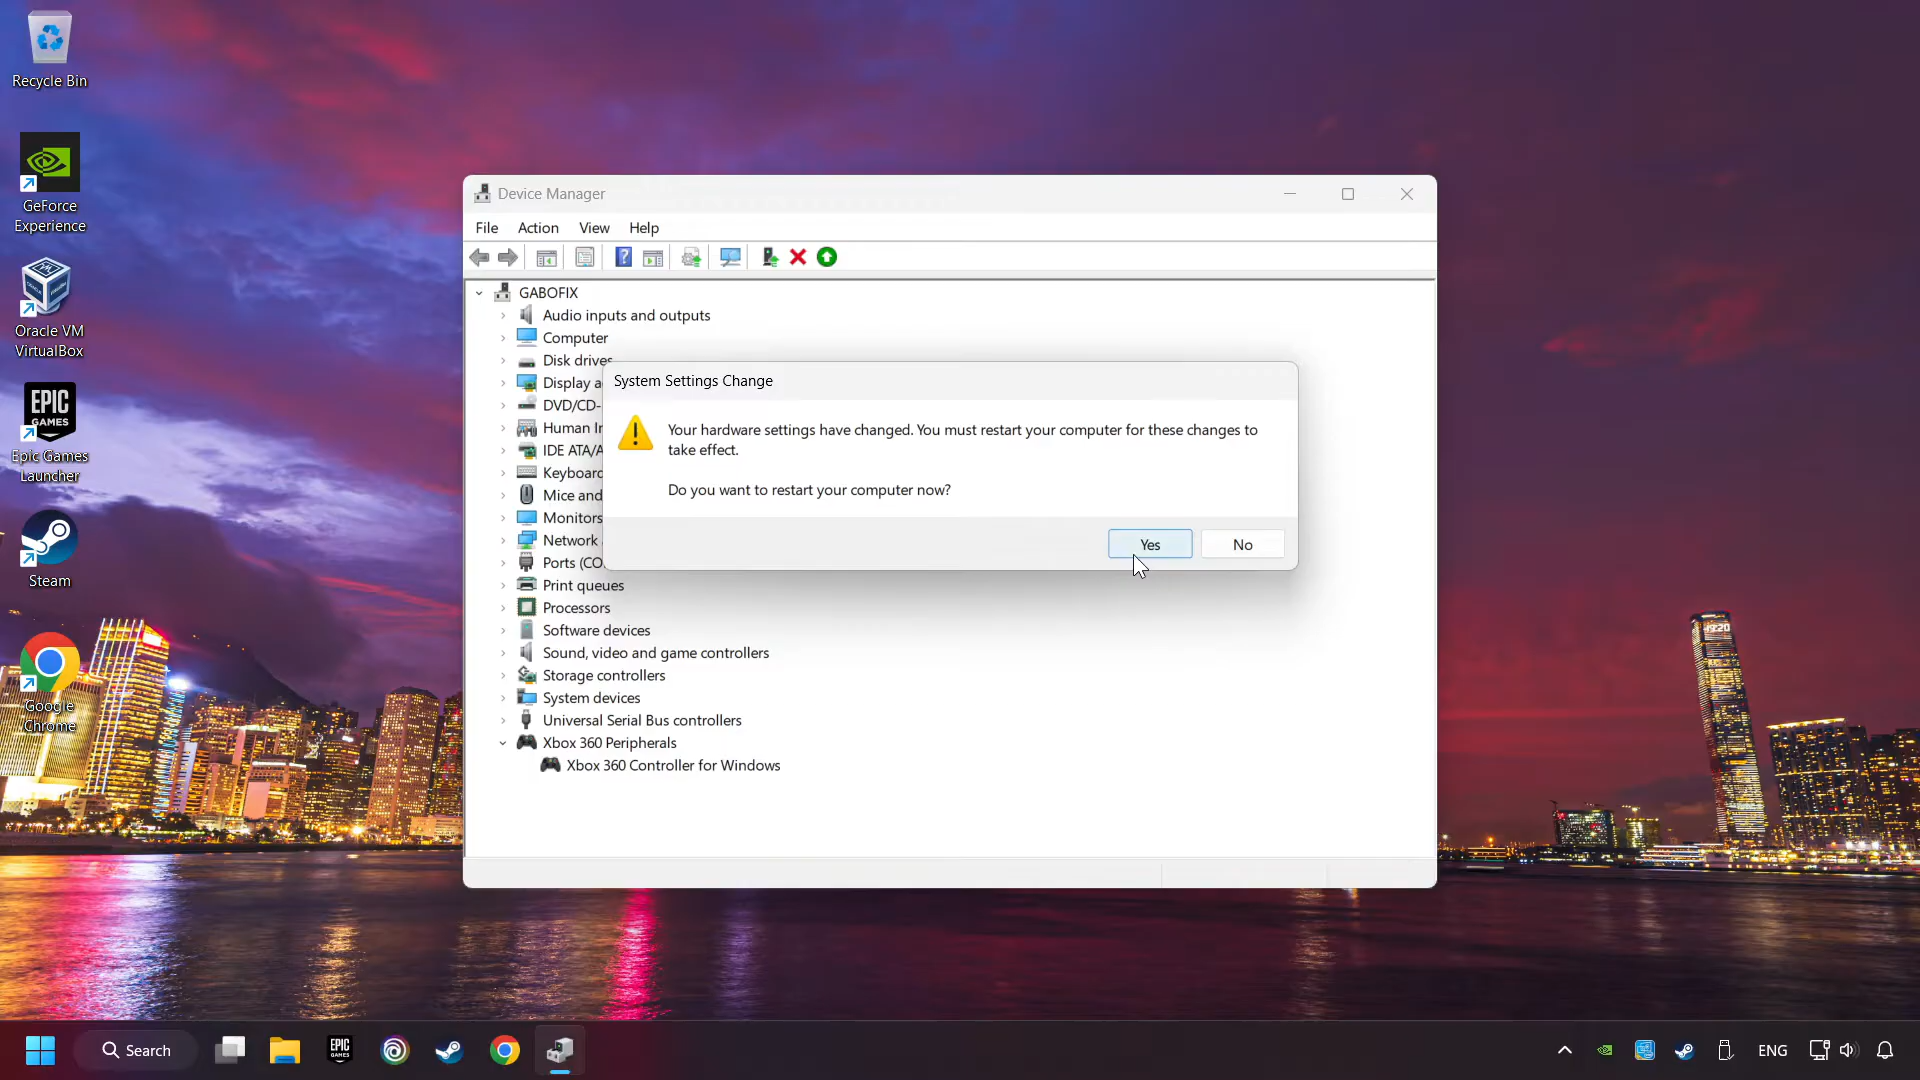 Recycle Bin
GeForce
Experience
Oracle VM
VirtualBox
EPIC
GAMES
Epic Games
Launcher
Steam
Google
Chrome
Device Manager
File Action View Help
GABOFIX
Audio inputs and outputs
Computer
Disk drives
Display a
DVD/CD-
Human In
IDE ATA/A
Keyboard
Mice and
Monitors
Network
Ports (CO
Print queues
Processors
Software devices
Sound, video and game controllers
Storage controllers
System devices
Universal Serial Bus controllers
Xbox 360 Peripherals
Xbox 360 Controller for Windows
System Settings Change
Your hardware settings have changed. You must restart your computer for these changes to
take effect.
Do you want to restart your computer now?
Yes No
19:20
Search
EPIC
GAMES
ENG